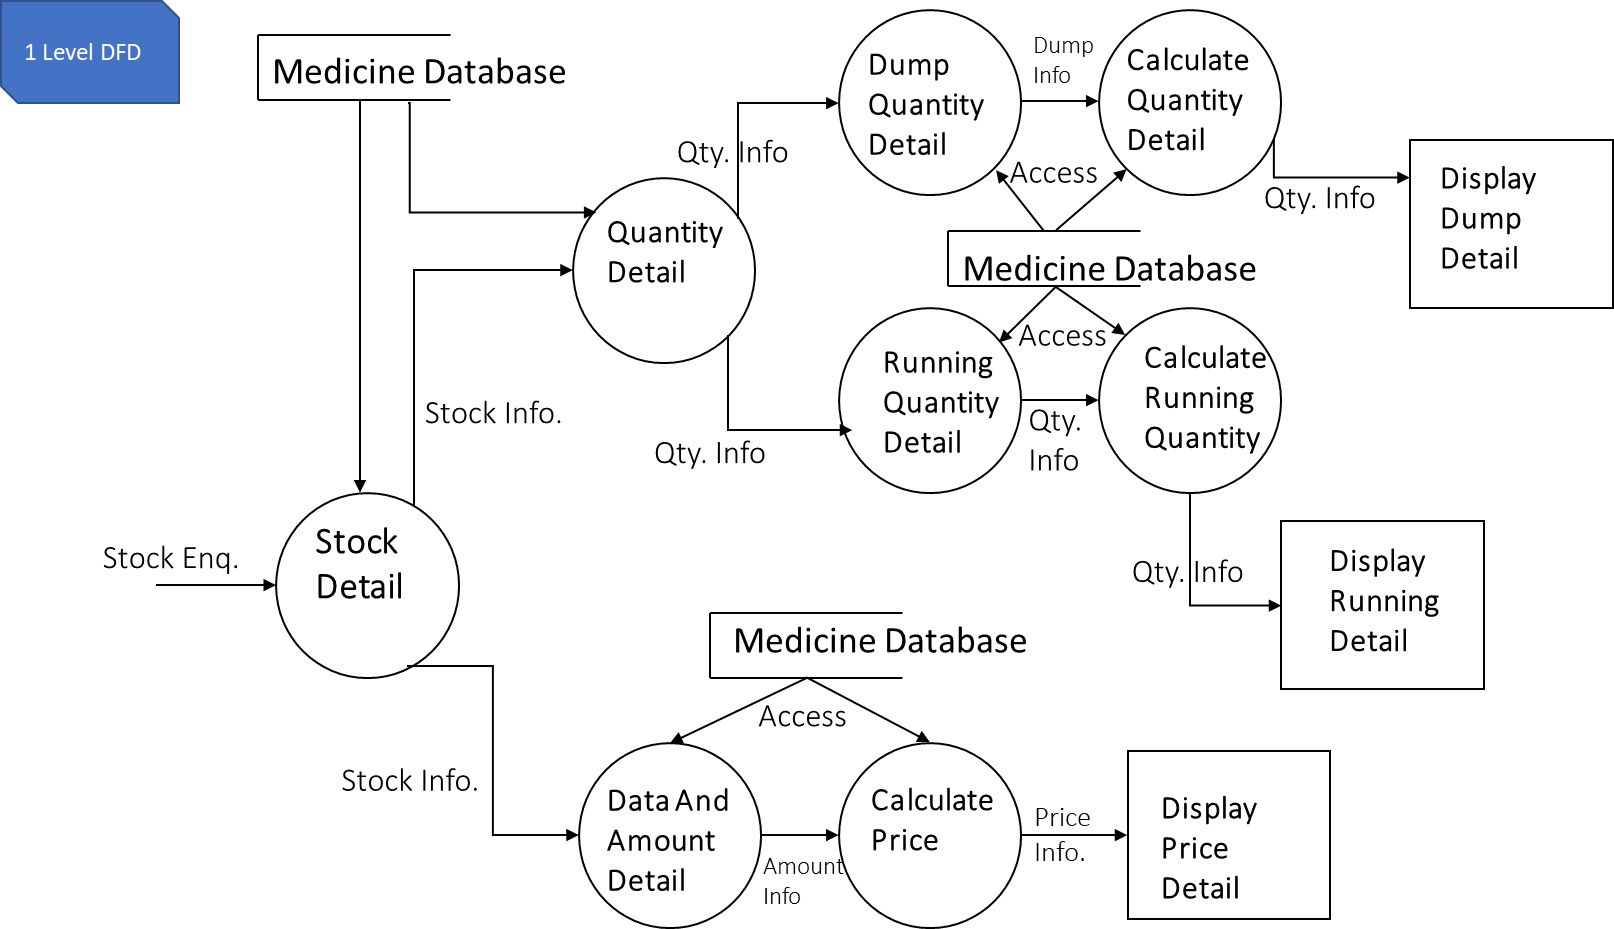 1 Level DFD
Medicine Database
Dump
Quantity
Detail
Dump
Info
Calculate
Quantity
Detail
Qty. Info
Access
Qty. Info
Display
Dump
Detail
Quantity
Detail
Medicine Database
Access
Running
Quantity
Detail
Qty.
Info
Calculate
Running
Quantity
Stock Info.
Qty. Info
Stock Enq.
Stock
Detail
Qty. Info
Display
Running
Detail
Medicine Database
Access
Stock Info.
Data And
Amount
Detail
Amount
Info
Calculate
Price
Price
Info.
Display
Price
Detail